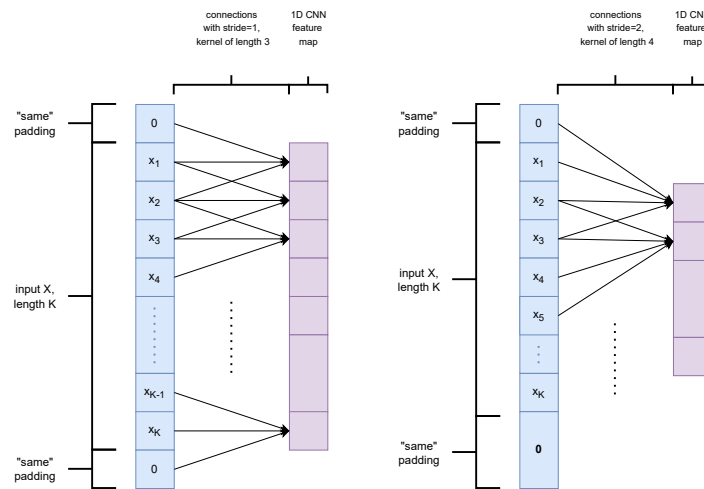 connections
with stride=1,
kernel of length 3
1D CNN
feature
map
"same"
padding
input X,
length K
"same"
padding
0
x1
x2
x3
x4
xK-1
xK
0
connections
with stride=2,
kernel of length 4
1D CNN
feature
map
"same"
padding
input X,
length K
"same"
padding
0
x1
x2
x3
x4
x5
xK
0